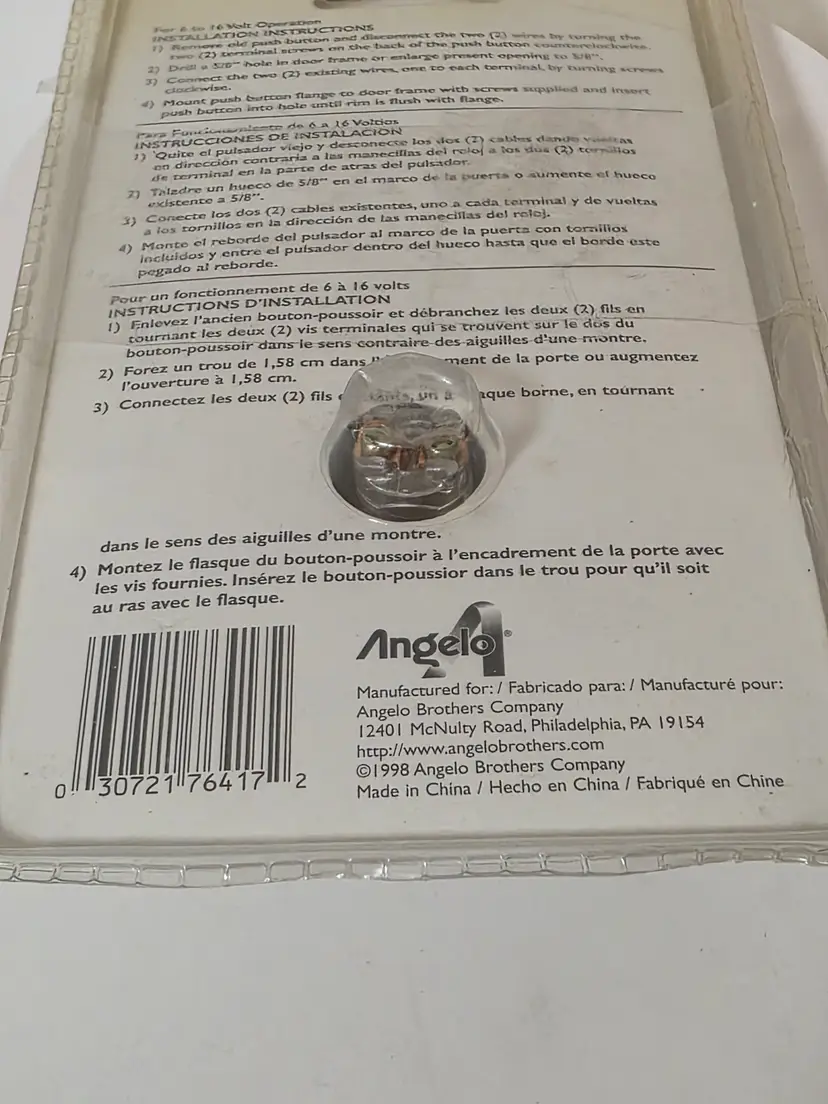 For 6 to 16 Volt Operation
INSTALLATION INSTRUCTIONS
1) Remove old push button and disconnect the two (2) wires by turning the
two (2) terminal screws on the back of the push button counterclockwise.
2) Drill a 5/8" hole in door frame or enlarge present opening to 5/8".
3) Connect the two (2) existing wires, one to each terminal, by turning screws
clockwise.
4) Mount push button flange to door frame with screws supplied and insert
push button into hole until rim is flush with flange.
Para Funcionamiento de 6 a 16 Voltios
INSTRUCCIONES DE INSTALACIÓN
1) Quite el pulsador viejo y desconecte los dos (2) cables dando vueltas
en dirección contraria a las manecillas del reloj a los dos (2) tornillos
de terminal en la parte de atras del pulsador.
2) Taladre un hueco de 5/8" en el marco de la puerta o aumente el hueco
existente a 5/8".
3) Conecte los dos (2) cables existentes, uno a cada terminal y de vueltas
a los tornillos en la dirección de las manecillas del reloj.
4) Monte el reborde del pulsador al marco de la puerta con tornillos
incluidos y entre el pulsador dentro del hueco hasta que el borde este
pegado al reborde.
Pour un fonctionnement de 6 à 16 volts
INSTRUCTIONS D'INSTALLATION
1) Enlevez l'ancien bouton-poussoir et débranchez les deux (2) fils en
tournant les deux (2) vis terminales qui se trouvent sur le dos du
bouton-poussoir dans le sens contraire des aiguilles d'une montre.
2) Forez un trou de 1,58 cm dans ment de la porte ou augmentez
l'ouverture à 1,58 cm.
3) Connectez les deux (2) fils un à aque borne, en tournant
dans le sens des aiguilles d'une montre.
4) Montez le flasque du bouton-poussoir à l'encadrement de la porte avec
les vis fournies. Insérez le bouton-poussior dans le trou pour qu'il soit
au ras avec le flasque.
Angelo®
Manufactured for: / Fabricado para: / Manufacturé pour:
Angelo Brothers Company
12401 McNulty Road, Philadelphia, PA 19154
http://www.angelobrothers.com
©1998 Angelo Brothers Company
Made in China / Hecho en China / Fabriqué en Chine
0 30721 76417 2